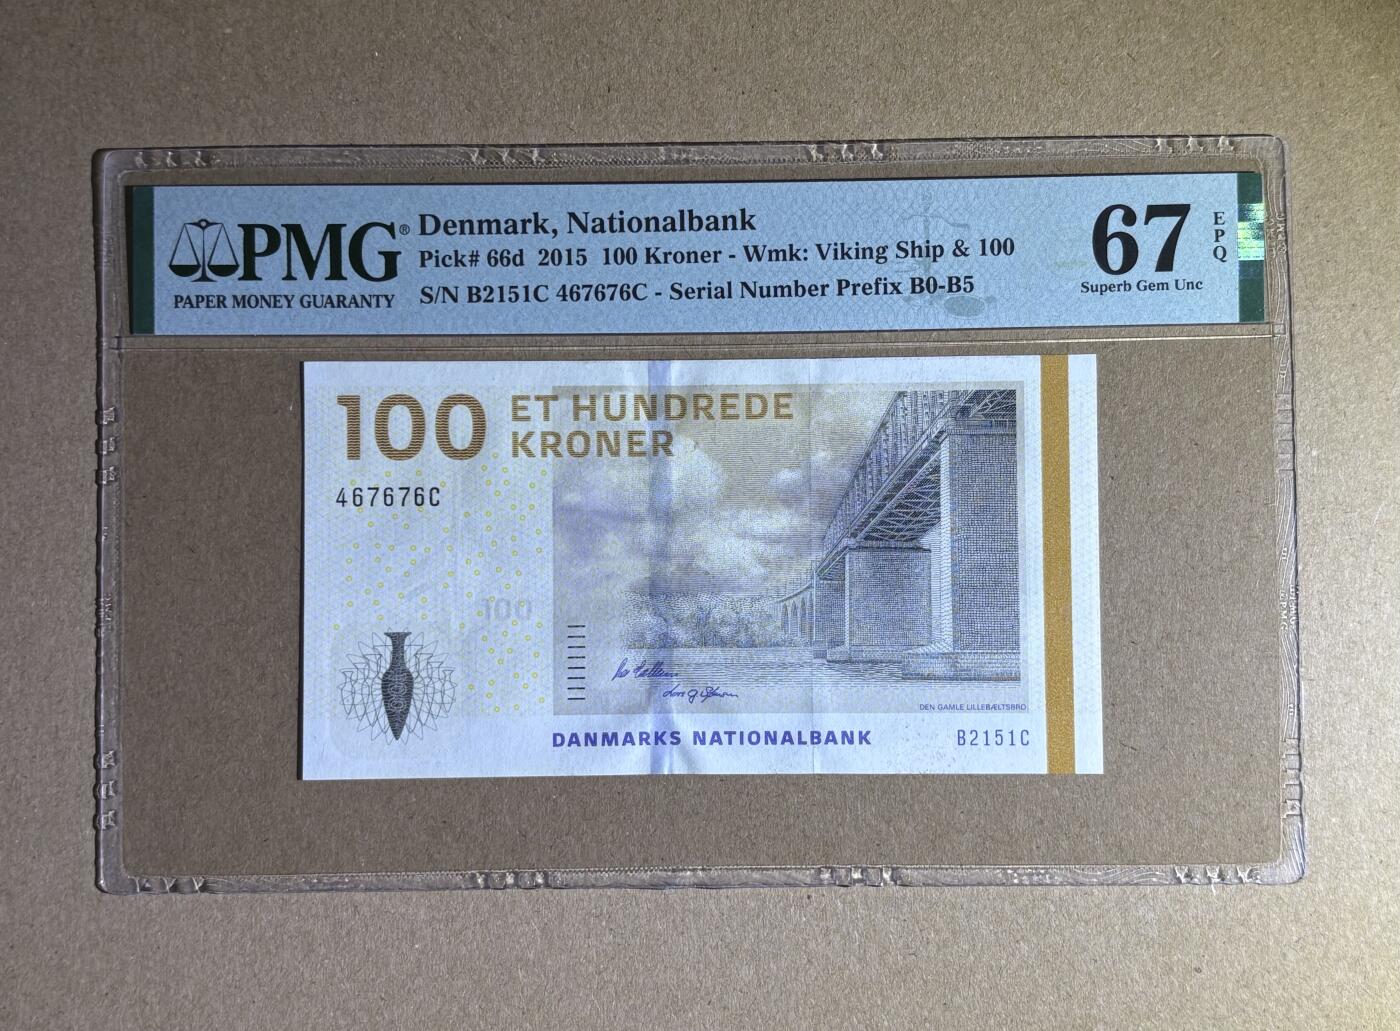 PMG®
PAPER MONEY GUARANTY
Denmark, Nationalbank
Pick# 66d 2015 100 Kroner - Wmk: Viking Ship & 100
S/N B2151C 467676C - Serial Number Prefix B0-B5
67
EPQ
Superb Gem Unc
100 ET HUNDREDE
KRONER
467676C
100
DEN GAMLE LILLEBÆLTSBRO
DANMARKS NATIONALBANK
B2151C